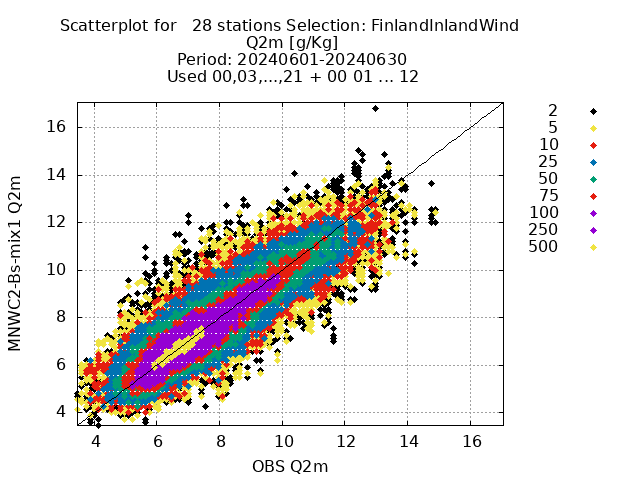 Scatterplot for   28 stations Selection: FinlandInlandWind
Q2m [g/Kg]
Period: 20240601-20240630
Used 00,03,...,21 + 00 01 ... 12
MNWC2-Bs-mix1 Q2m
16
14
12
10
8
6
4
4 6 8 10 12 14 16
OBS Q2m
2
5
10
25
50
75
100
250
500